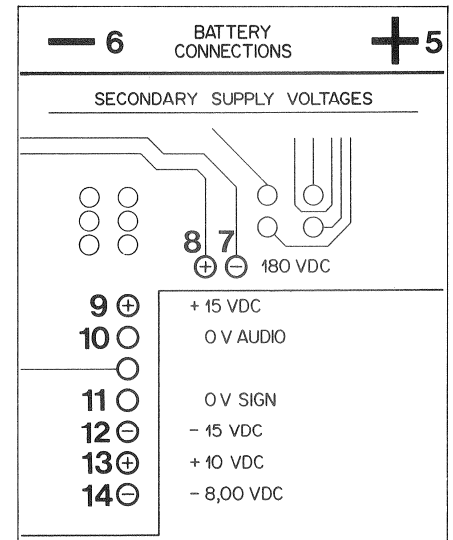 − 6 BATTERY CONNECTIONS + 5
SECONDARY SUPPLY VOLTAGES
8 7
+ − 180 VDC
9 + + 15 VDC
10 0 V AUDIO
11 0 V SIGN
12 − − 15 VDC
13 + + 10 VDC
14 − − 8,00 VDC